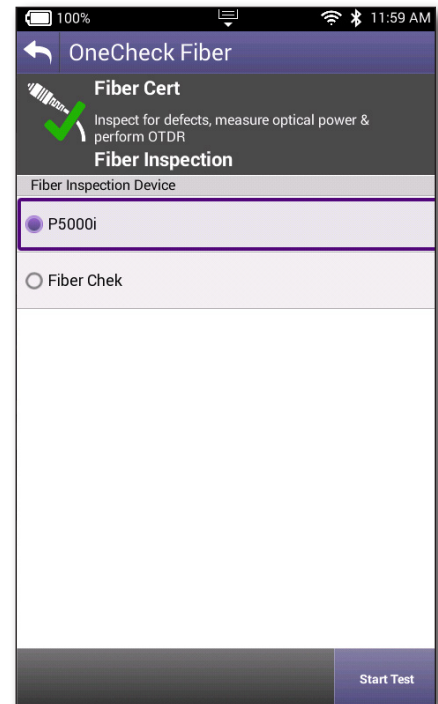 100%
11:59 AM
OneCheck Fiber
Fiber Cert
Inspect for defects, measure optical power &
perform OTDR
Fiber Inspection
Fiber Inspection Device
P5000i
Fiber Chek
Start Test